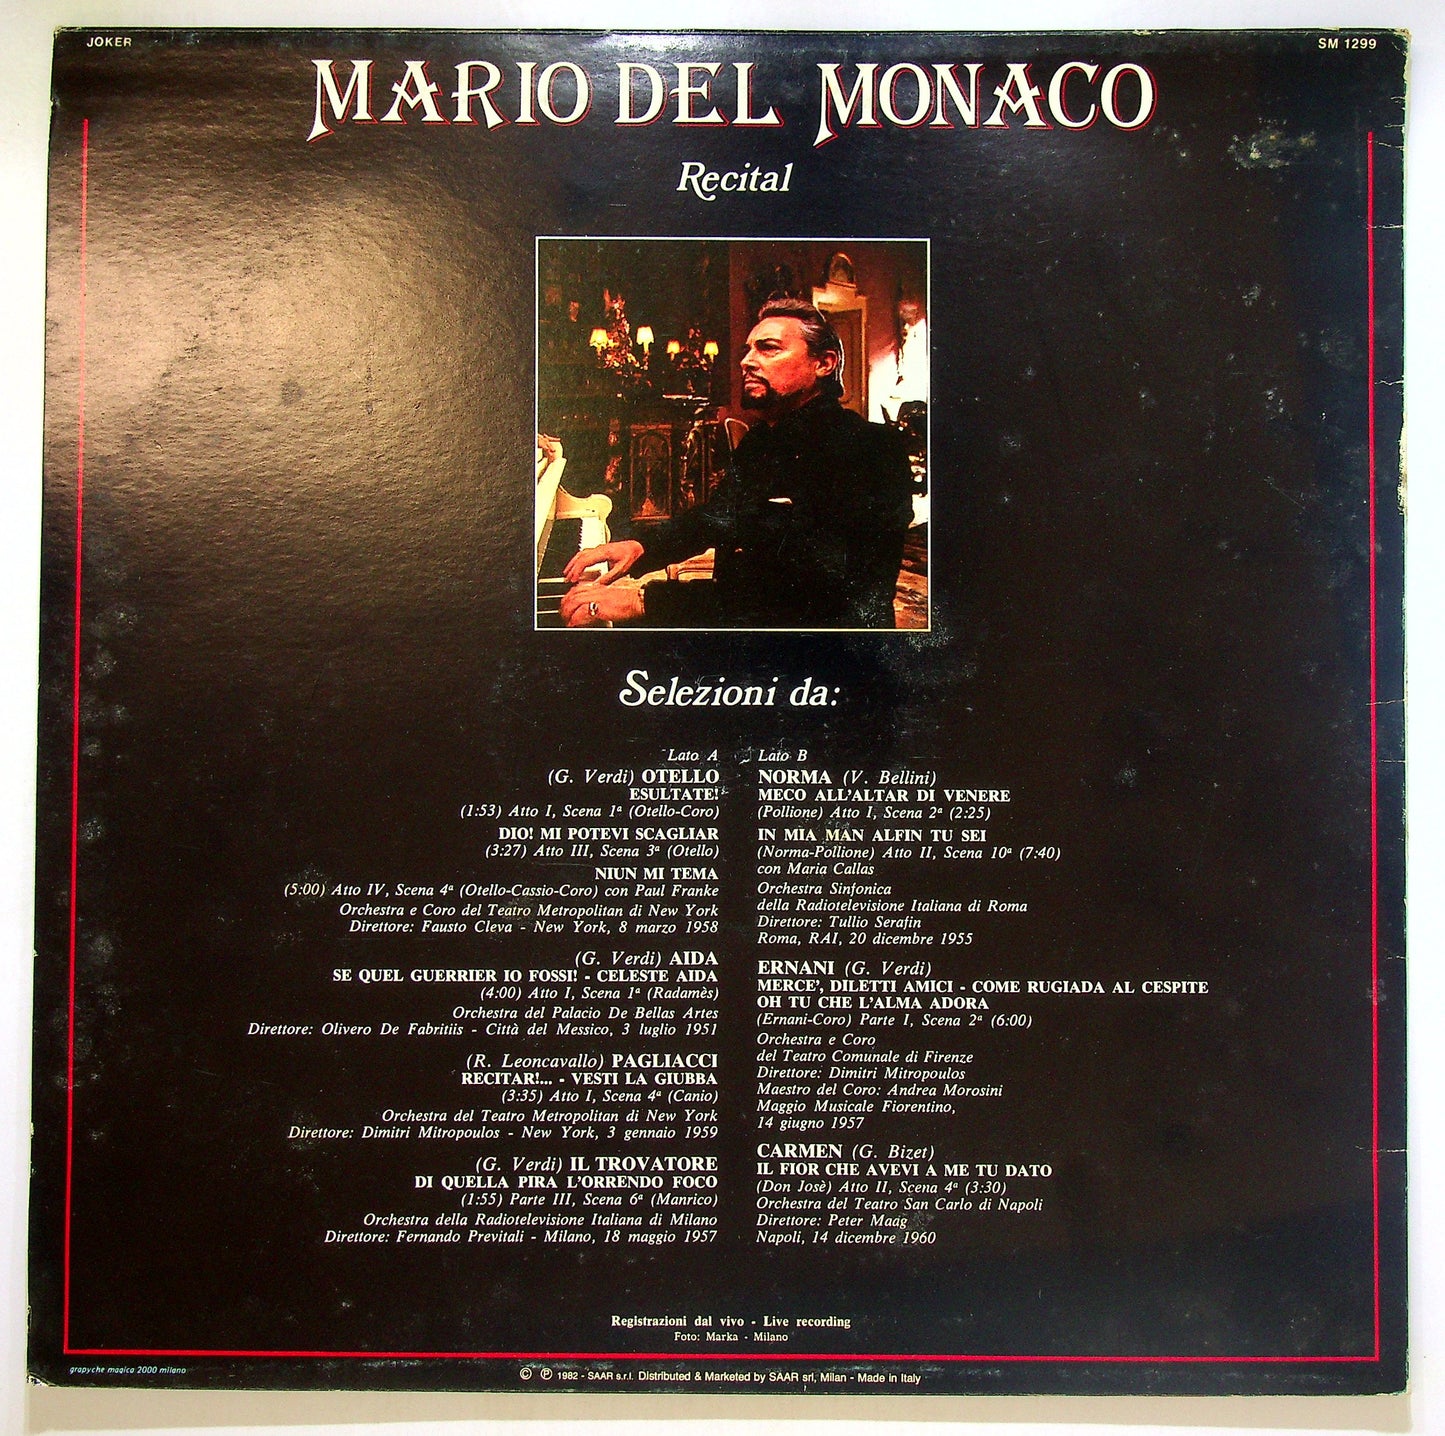 JOKER
SM 1299
MARIO DEL MONACO
Recital
Selezioni da:
Lato A
(G. Verdi) OTELLO
ESULTATE!
(1:53) Atto I, Scena 1ª (Otello-Coro)
DIO! MI POTEVI SCAGLIAR
(3:27) Atto III, Scena 3ª (Otello)
NIUN MI TEMA
(5:00) Atto IV, Scena 4ª (Otello-Cassio-Coro) con Paul Franke
Orchestra e Coro del Teatro Metropolitan di New York
Direttore: Fausto Cleva - New York, 8 marzo 1958
(G. Verdi) AIDA
SE QUEL GUERRIER IO FOSSI! - CELESTE AIDA
(4:00) Atto I, Scena 1ª (Radamès)
Orchestra del Palacio De Bellas Artes
Direttore: Olivero De Fabritiis - Città del Messico, 3 luglio 1951
(R. Leoncavallo) PAGLIACCI
RECITAR!... - VESTI LA GIUBBA
(3:35) Atto I, Scena 4ª (Canio)
Orchestra del Teatro Metropolitan di New York
Direttore: Dimitri Mitropoulos - New York, 3 gennaio 1959
(G. Verdi) IL TROVATORE
DI QUELLA PIRA L'ORRENDO FOCO
(1:55) Parte III, Scena 6ª (Manrico)
Orchestra della Radiotelevisione Italiana di Milano
Direttore: Fernando Previtali - Milano, 18 maggio 1957
Lato B
NORMA (V. Bellini)
MECO ALL'ALTAR DI VENERE
(Pollione) Atto I, Scena 2ª (2:25)
IN MIA MAN ALFIN TU SEI
(Norma-Pollione) Atto II, Scena 10ª (7:40)
con Maria Callas
Orchestra Sinfonica
della Radiotelevisione Italiana di Roma
Direttore: Tullio Serafin
Roma, RAI, 20 dicembre 1955
ERNANI (G. Verdi)
MERCE', DILETTI AMICI - COME RUGIADA AL CESPITE
OH TU CHE L'ALMA ADORA
(Ernani-Coro) Parte I, Scena 2ª (6:00)
Orchestra e Coro
del Teatro Comunale di Firenze
Direttore: Dimitri Mitropoulos
Maestro del Coro: Andrea Morosini
Maggio Musicale Fiorentino,
14 giugno 1957
CARMEN (G. Bizet)
IL FIOR CHE AVEVI A ME TU DATO
(Don Josè) Atto II, Scena 4ª (3:30)
Orchestra del Teatro San Carlo di Napoli
Direttore: Peter Maag
Napoli, 14 dicembre 1960
Registrazioni dal vivo - Live recording
Foto: Marka - Milano
grapyche magica 2000 milano
© ℗ 1982 - SAAR s.r.l. Distributed & Marketed by SAAR srl, Milan - Made in Italy